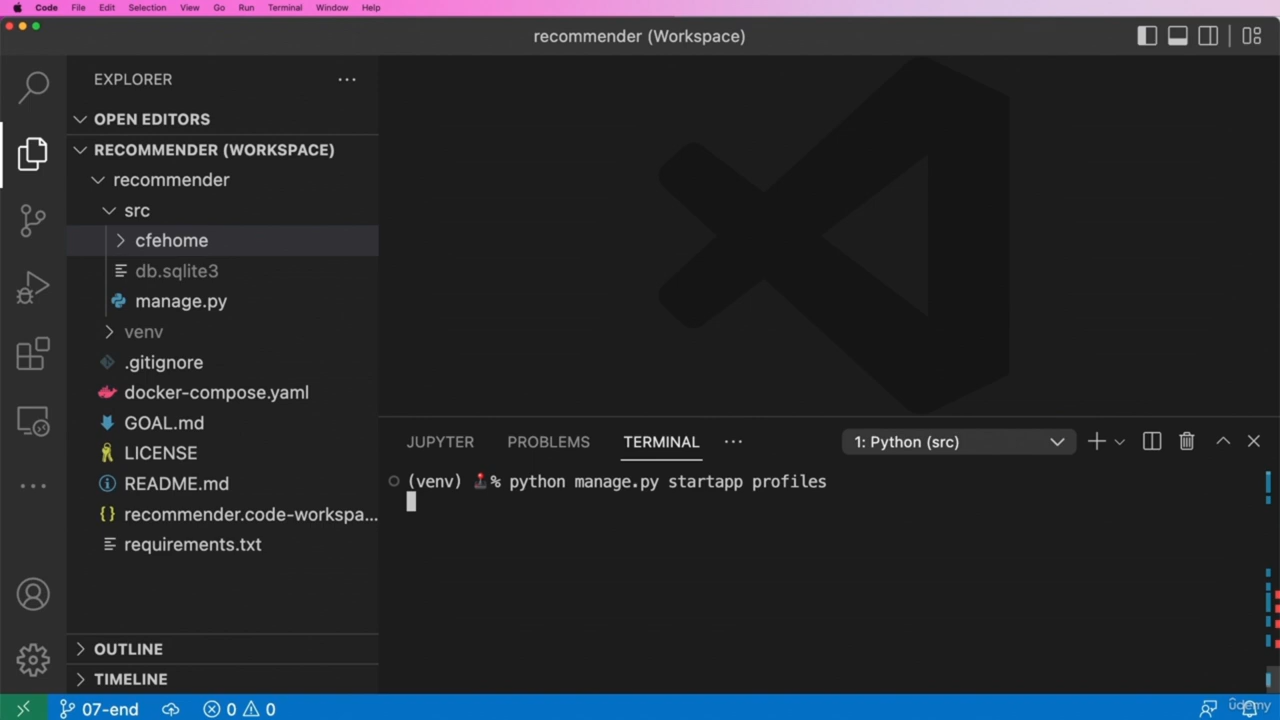 Code File Edit Selection View Go Run Terminal Window Help
recommender (Workspace)
EXPLORER
OPEN EDITORS
RECOMMENDER (WORKSPACE)
recommender
src
cfehome
db.sqlite3
manage.py
venv
.gitignore
docker-compose.yaml
GOAL.md
LICENSE
README.md
recommender.code-workspa...
requirements.txt
OUTLINE
TIMELINE
JUPYTER PROBLEMS TERMINAL ... 1: Python (src)
(venv) 🕹% python manage.py startapp profiles
07-end 0 0
ûdemy